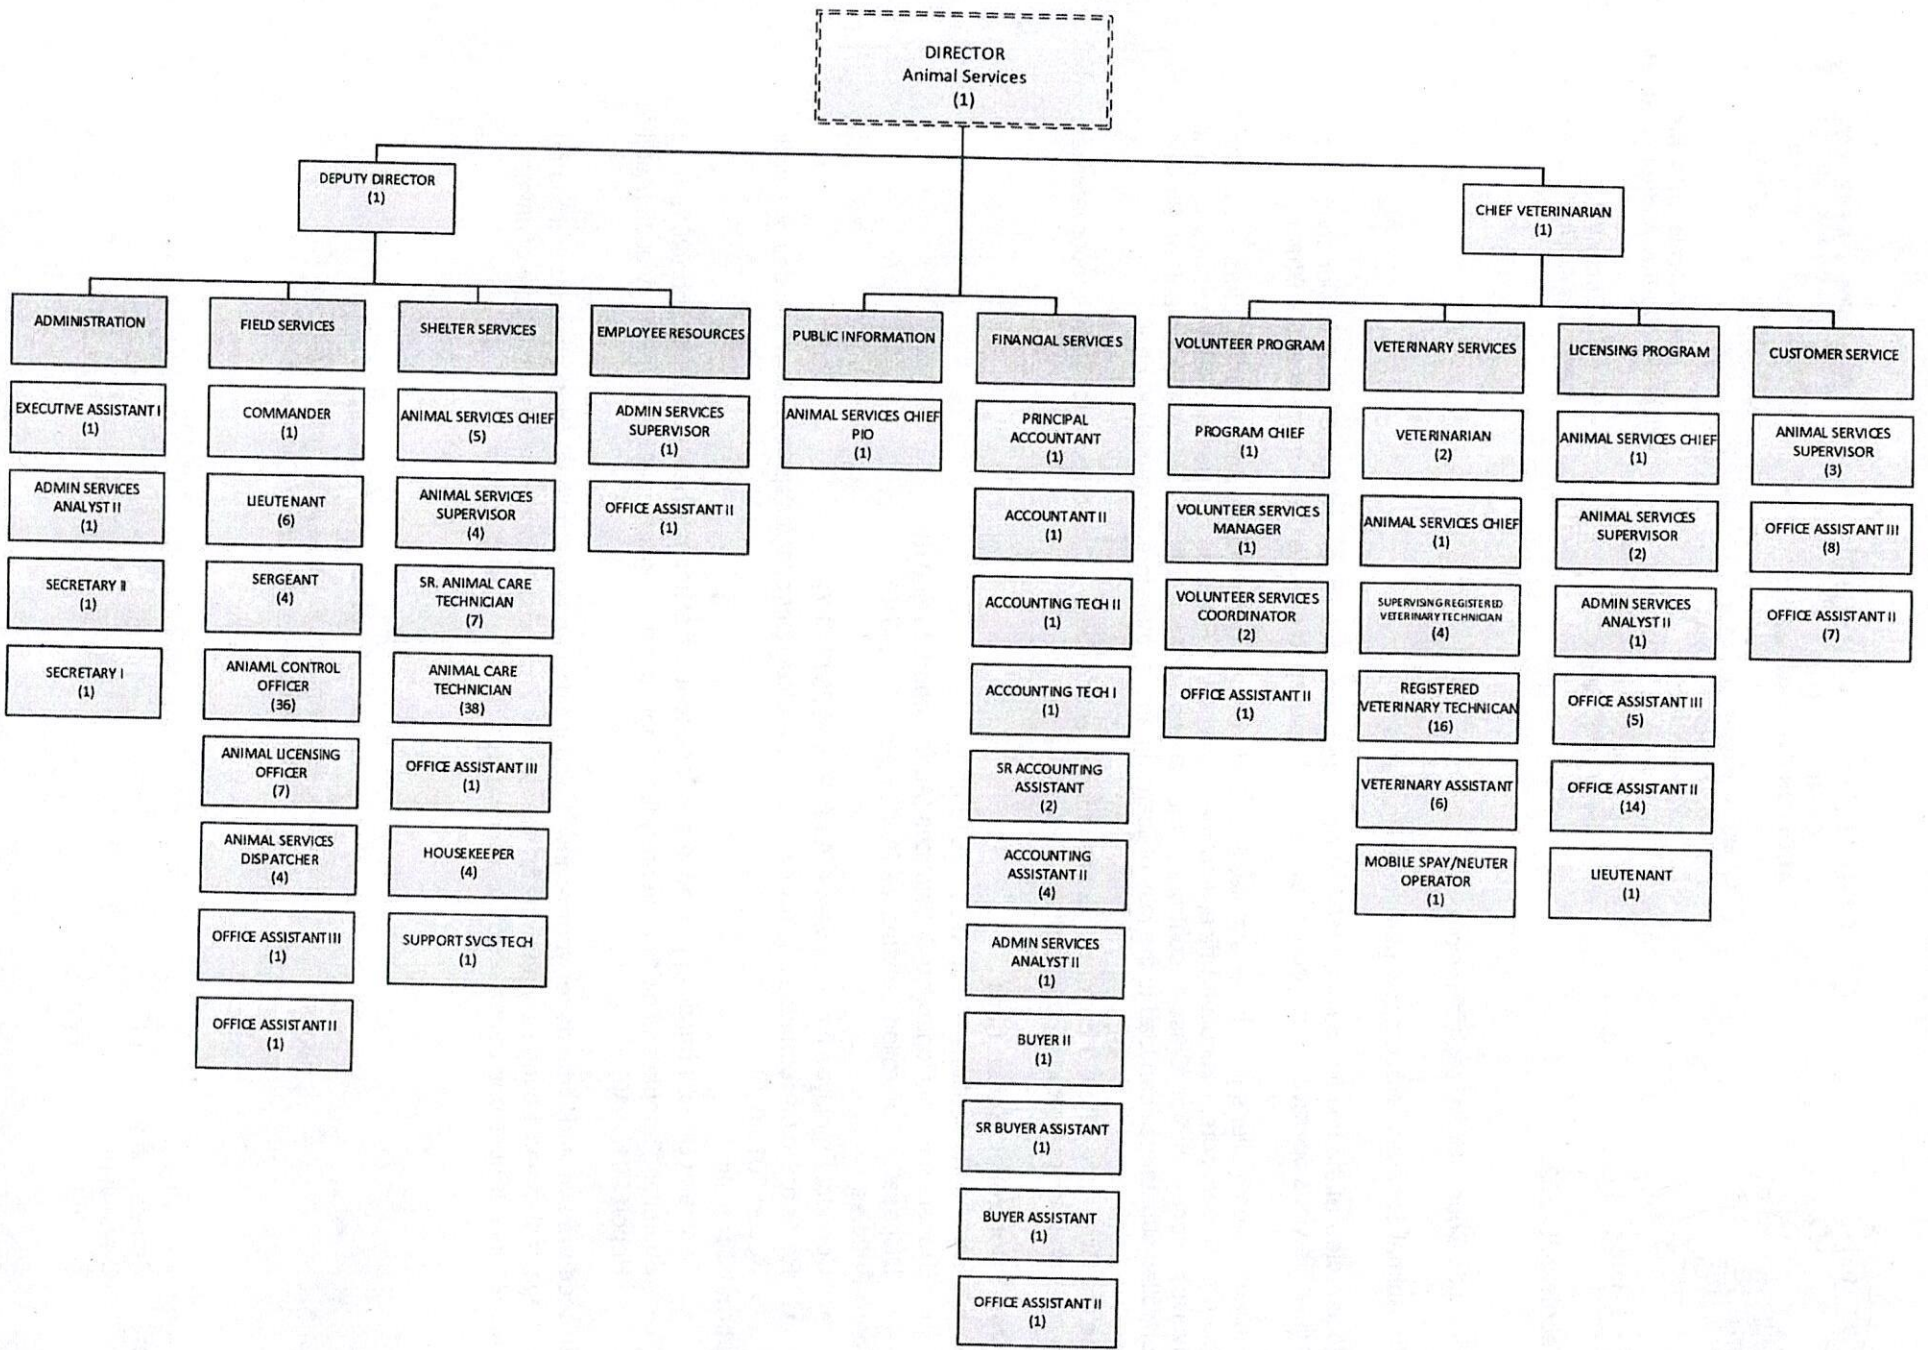 DIRECTOR
Animal Services
(1)
DEPUTY DIRECTOR
(1)
CHIEF VETERINARIAN
(1)
ADMINISTRATION
EXECUTIVE ASSISTANT I
(1)
ADMIN SERVICES
ANALYST II
(1)
SECRETARY II
(1)
SECRETARY I
(1)
FIELD SERVICES
COMMANDER
(1)
LIEUTENANT
(6)
SERGEANT
(4)
ANIAML CONTROL
OFFICER
(36)
ANIMAL LICENSING
OFFICER
(7)
ANIMAL SERVICES
DISPATCHER
(4)
OFFICE ASSISTANT III
(1)
OFFICE ASSISTANT II
(1)
SHELTER SERVICES
ANIMAL SERVICES CHIEF
(5)
ANIMAL SERVICES
SUPERVISOR
(4)
SR. ANIMAL CARE
TECHNICIAN
(7)
ANIMAL CARE
TECHNICIAN
(38)
OFFICE ASSISTANT III
(1)
HOUSEKEEPER
(4)
SUPPORT SVCS TECH
(1)
EMPLOYEE RESOURCES
ADMIN SERVICES
SUPERVISOR
(1)
OFFICE ASSISTANT II
(1)
PUBLIC INFORMATION
ANIMAL SERVICES CHIEF
PIO
(1)
FINANCIAL SERVICES
PRINCIPAL
ACCOUNTANT
(1)
ACCOUNTANT II
(1)
ACCOUNTING TECH II
(1)
ACCOUNTING TECH I
(1)
SR ACCOUNTING
ASSISTANT
(2)
ACCOUNTING
ASSISTANT II
(4)
ADMIN SERVICES
ANALYST II
(1)
BUYER II
(1)
SR BUYER ASSISTANT
(1)
BUYER ASSISTANT
(1)
OFFICE ASSISTANT II
(1)
VOLUNTEER PROGRAM
PROGRAM CHIEF
(1)
VOLUNTEER SERVICES
MANAGER
(1)
VOLUNTEER SERVICES
COORDINATOR
(2)
OFFICE ASSISTANT II
(1)
VETERINARY SERVICES
VETERINARIAN
(2)
ANIMAL SERVICES CHIEF
(1)
SUPERVISING REGISTERED
VETERINARY TECHNICIAN
(4)
REGISTERED
VETERINARY TECHNICAN
(16)
VETERINARY ASSISTANT
(6)
MOBILE SPAY/NEUTER
OPERATOR
(1)
LICENSING PROGRAM
ANIMAL SERVICES CHIEF
(1)
ANIMAL SERVICES
SUPERVISOR
(2)
ADMIN SERVICES
ANALYST II
(1)
OFFICE ASSISTANT III
(5)
OFFICE ASSISTANT II
(14)
LIEUTENANT
(1)
CUSTOMER SERVICE
ANIMAL SERVICES
SUPERVISOR
(3)
OFFICE ASSISTANT III
(8)
OFFICE ASSISTANT II
(7)